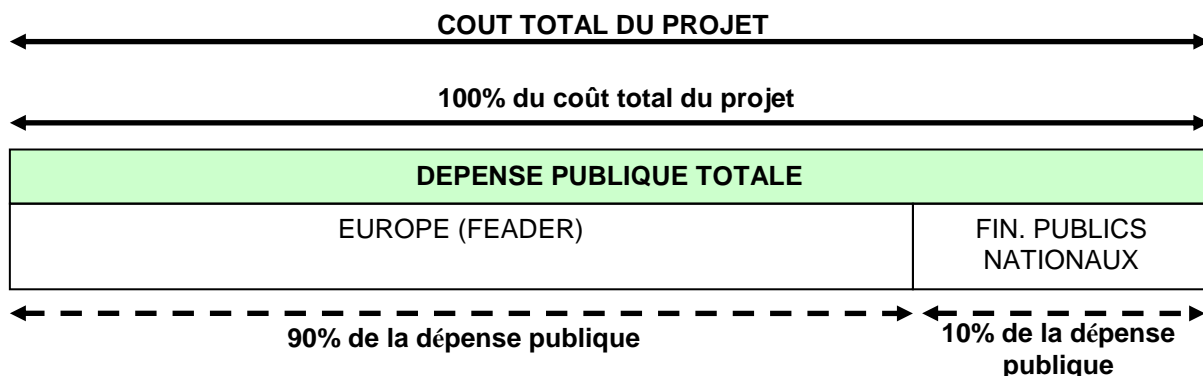 COUT TOTAL DU PROJET
100% du coût total du projet
DEPENSE PUBLIQUE TOTALE
EUROPE (FEADER)
FIN. PUBLICS
NATIONAUX
90% de la dépense publique
10% de la dépense
publique